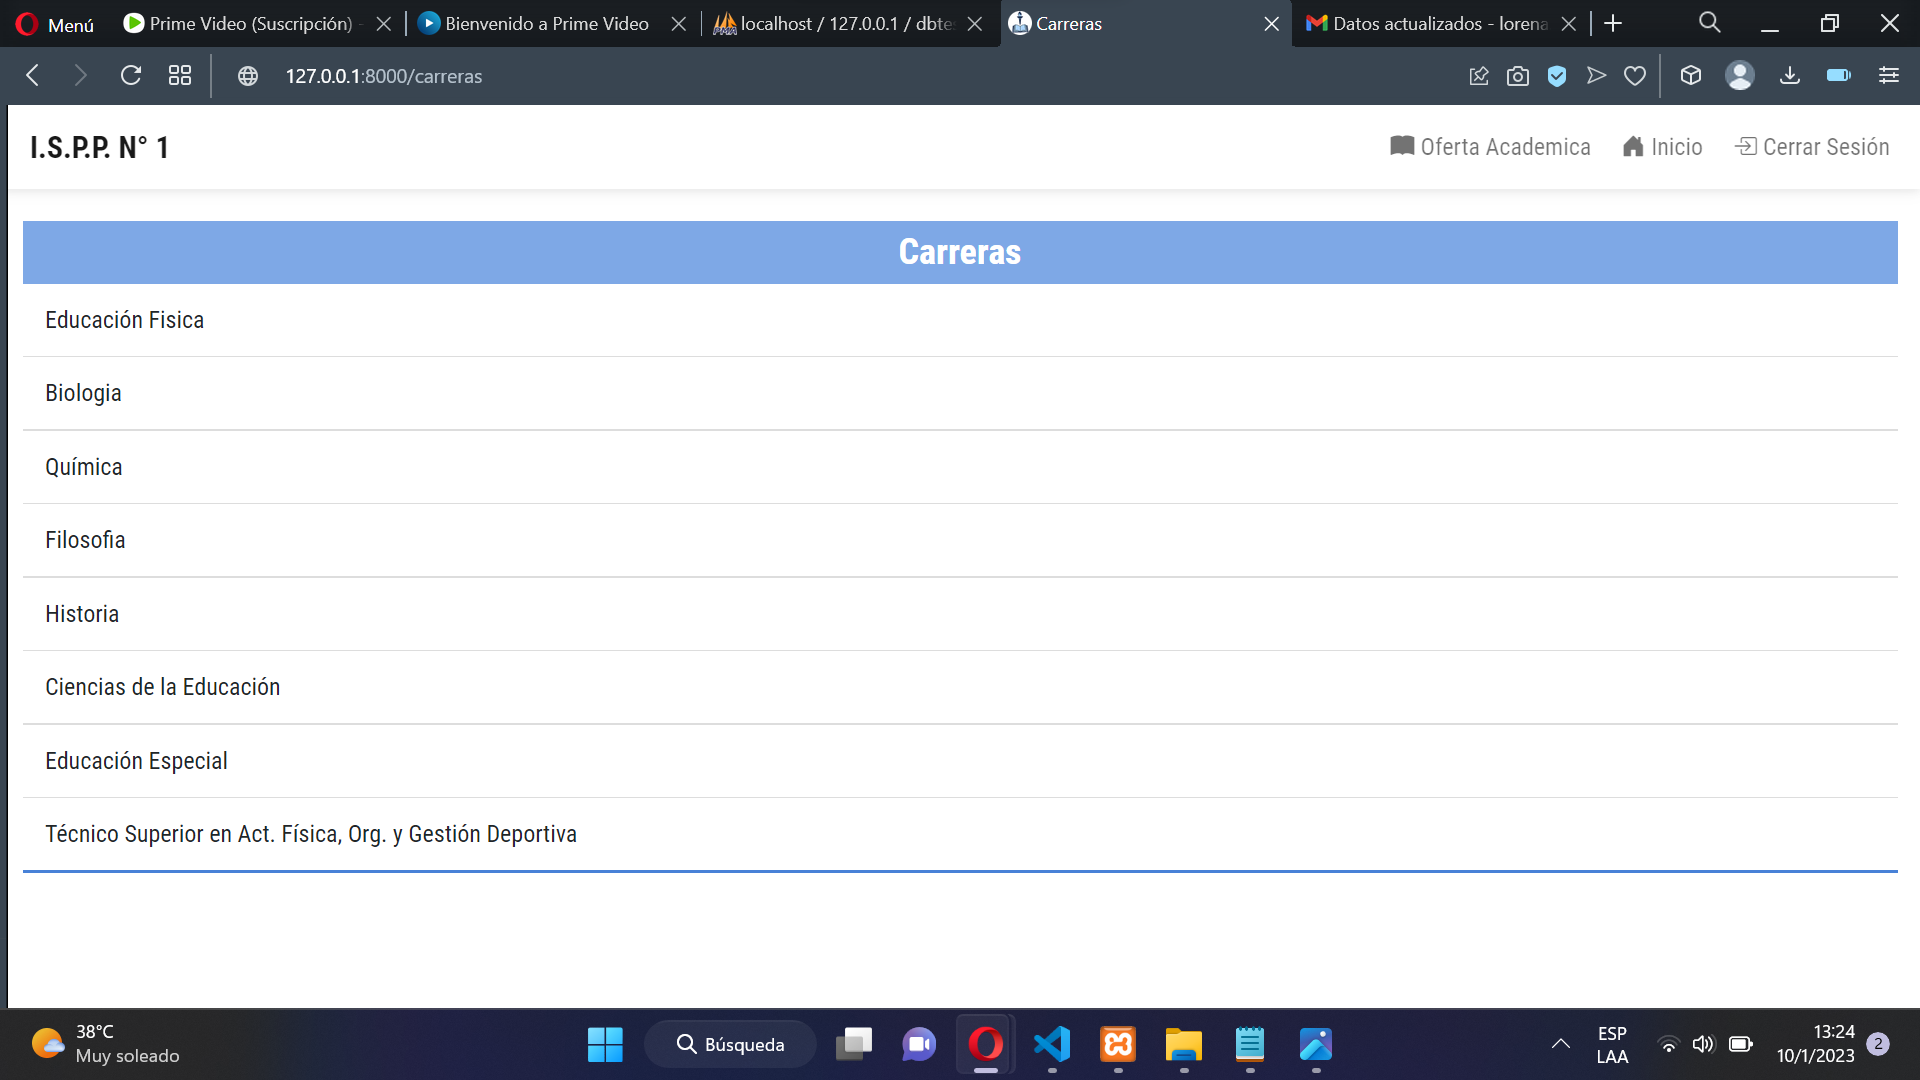 Menú
Prime Video (Suscripción) -
Bienvenido a Prime Video
localhost / 127.0.0.1 / dbte
Carreras
Datos actualizados - lorena
127.0.0.1:8000/carreras
I.S.P.P. N° 1
Oferta Academica
Inicio
Cerrar Sesión
Carreras
Educación Fisica
Biologia
Química
Filosofia
Historia
Ciencias de la Educación
Educación Especial
Técnico Superior en Act. Física, Org. y Gestión Deportiva
38°C
Muy soleado
Búsqueda
ESP
LAA
13:24
10/1/2023
2